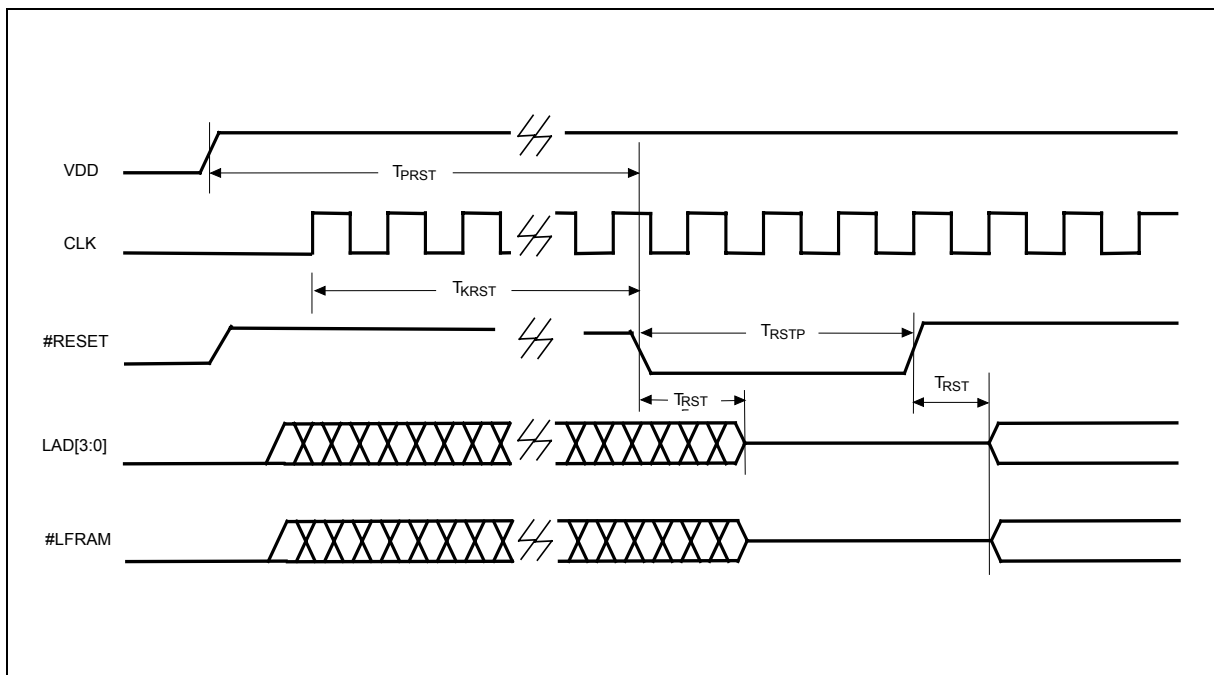 VDD
TPRST
CLK
TKRST
#RESET
TRSTP
TRST
TRST
LAD[3:0]
#LFRAM